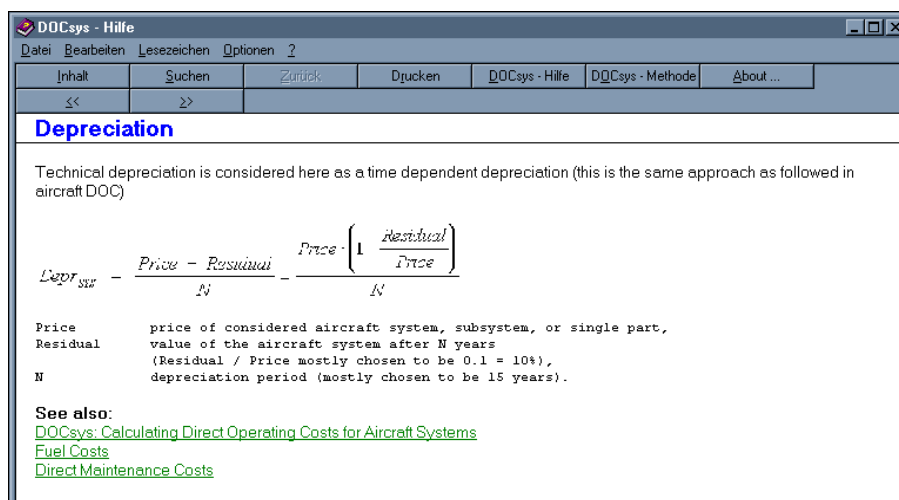 DOCsys - Hilfe
Datei Bearbeiten Lesezeichen Optionen ?
Inhalt Suchen Zurück Drucken DOCsys - Hilfe DOCsys - Methode About ...
<< >>
Depreciation
Technical depreciation is considered here as a time dependent depreciation (this is the same approach as followed in
aircraft DOC)
Depr_sys = (Price - Residual) / N = Price · (1 - Residual / Price) / N
Price price of considered aircraft system, subsystem, or single part,
Residual value of the aircraft system after N years
(Residual / Price mostly chosen to be 0.1 = 10%),
N depreciation period (mostly chosen to be 15 years).
See also:
DOCsys: Calculating Direct Operating Costs for Aircraft Systems
Fuel Costs
Direct Maintenance Costs